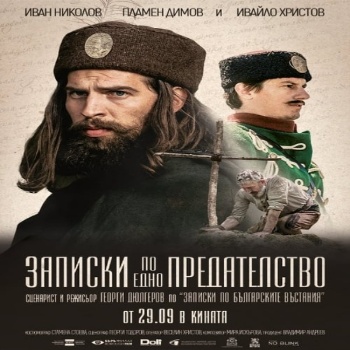 ИВАН НИКОЛОВ ПЛАМЕН ДИМОВ И ИВАЙЛО ХРИСТОВ
ЗАПИСКИ ПО ЕДНО ПРЕДАТЕЛСТВО
СЦЕНАРИСТ И РЕЖИСЬОР ГЕОРГИ ДЮЛГЕРОВ ПО "ЗАПИСКИ ПО БЪЛГАРСКИТЕ ВЪСТАНИЯ"
ОТ 29.09 В КИНАТА
Doli